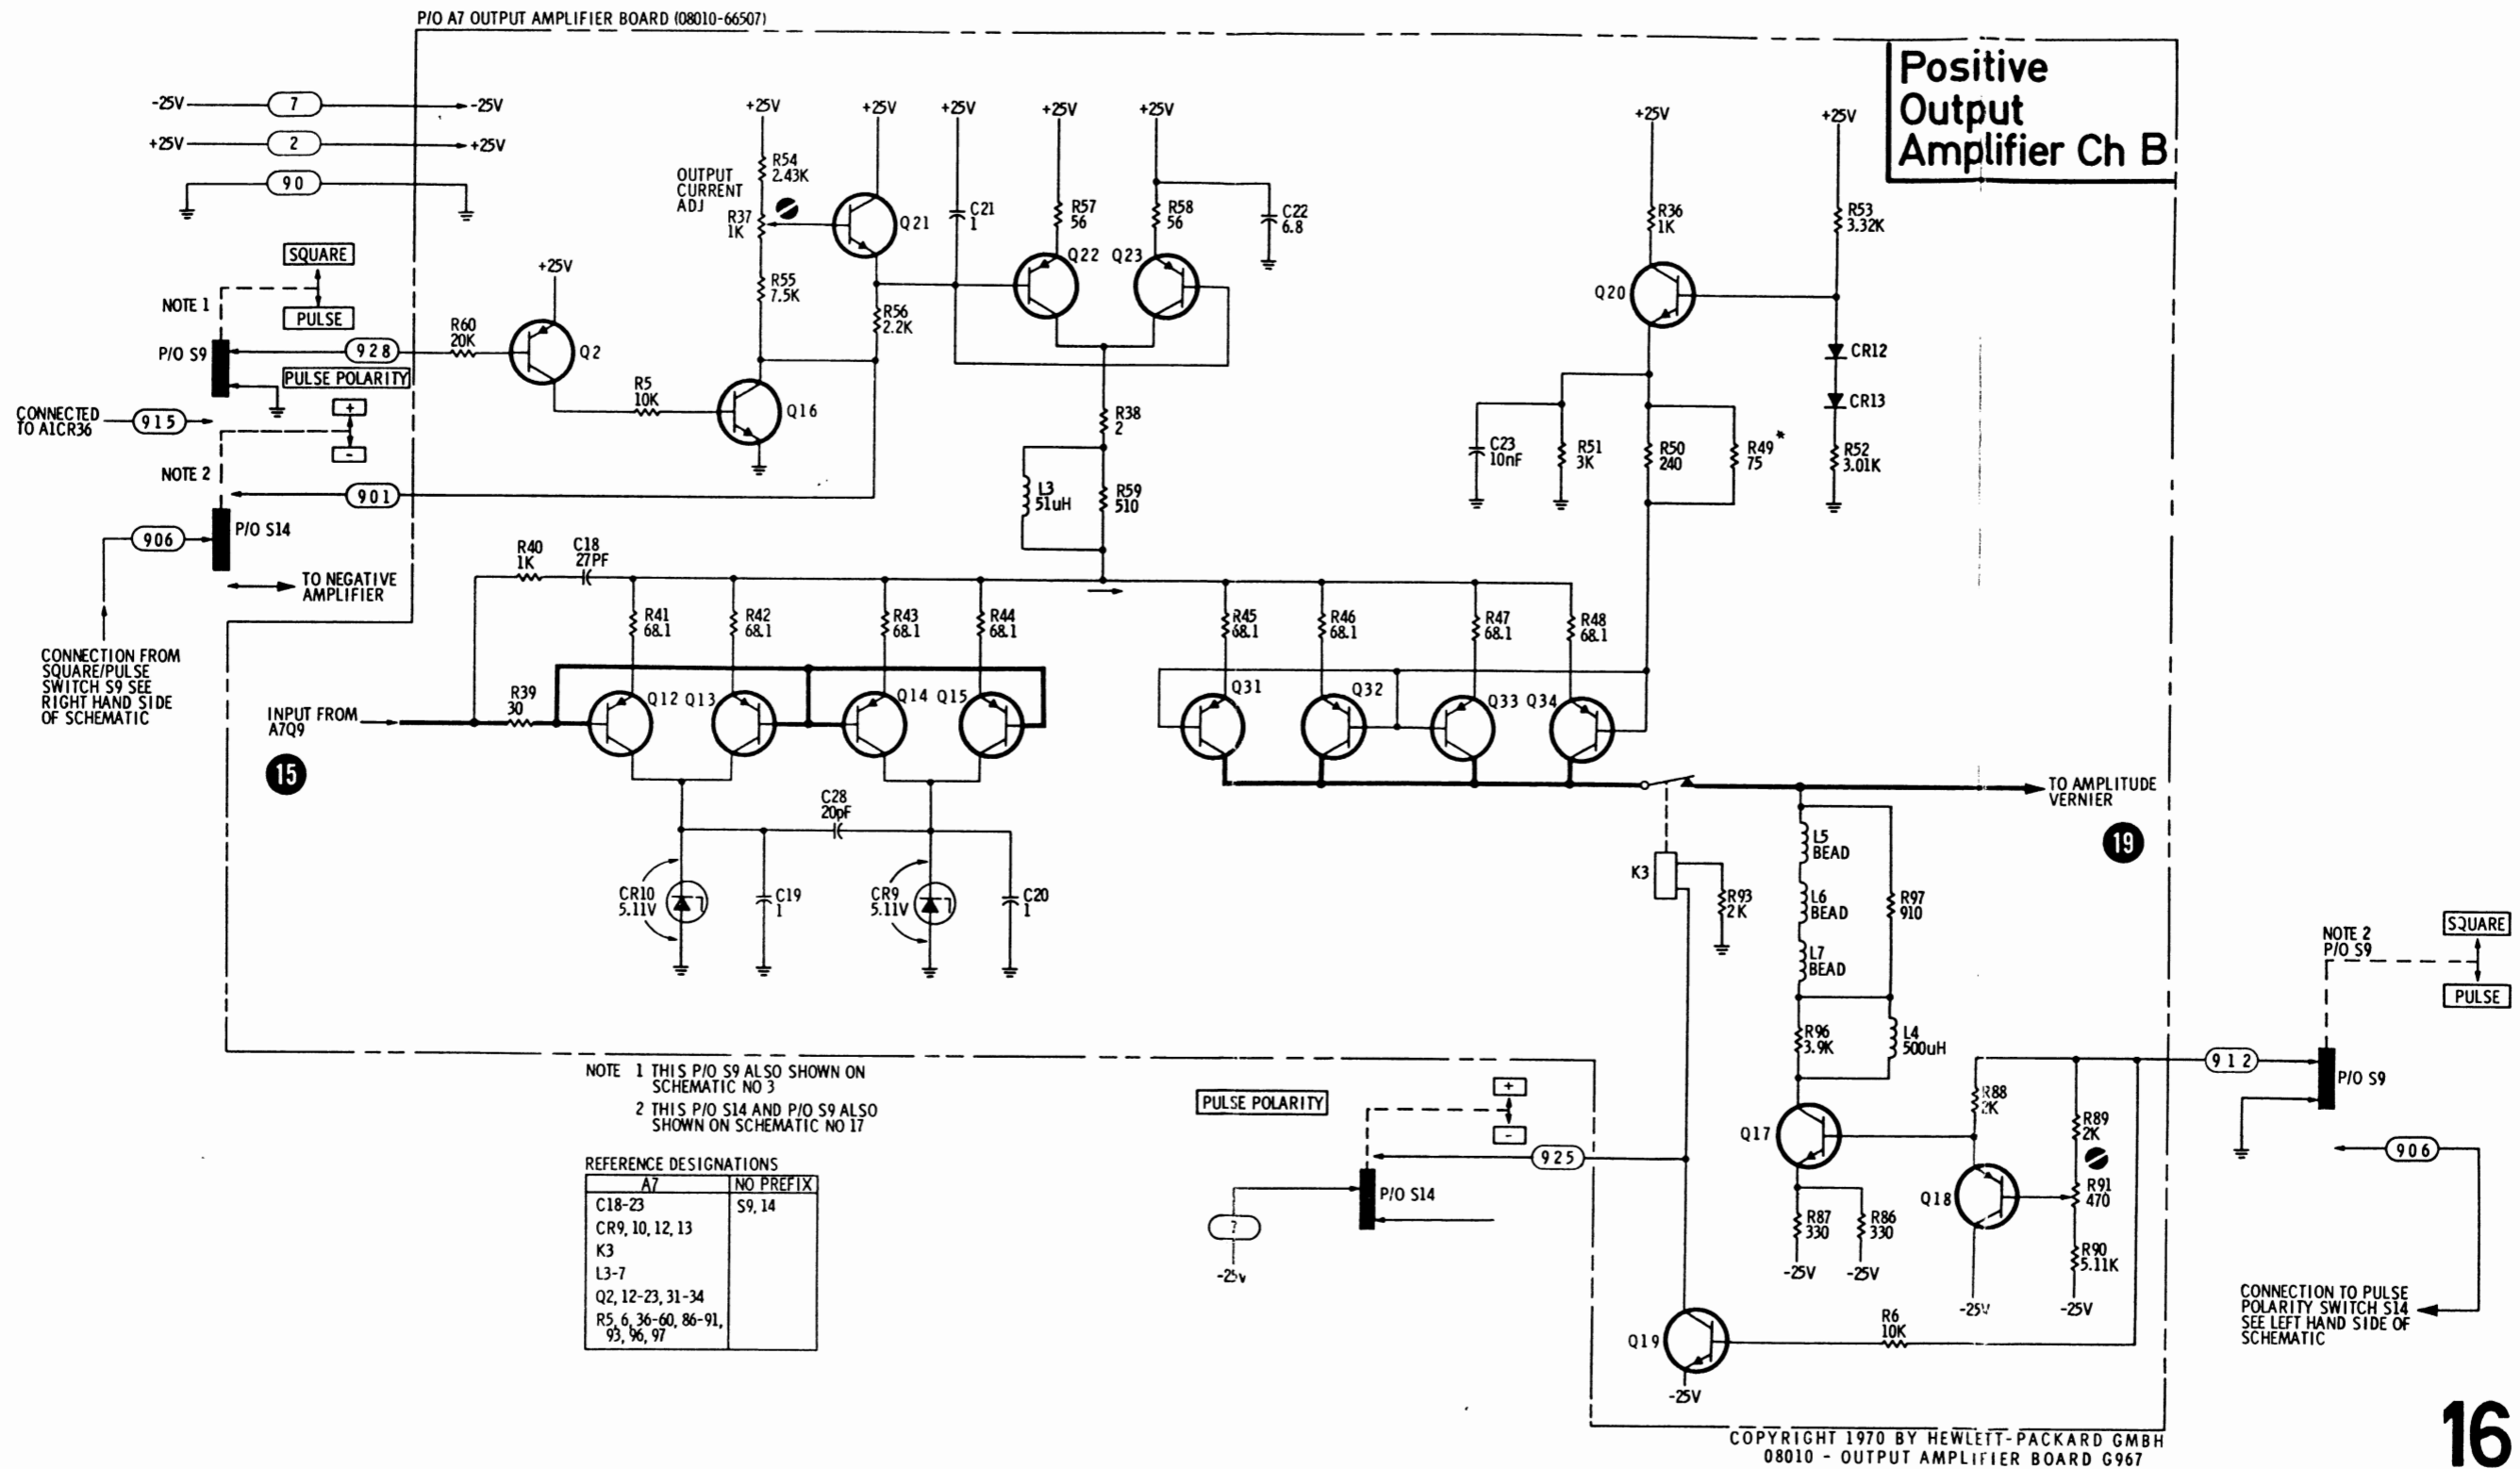 P/O A7 OUTPUT AMPLIFIER BOARD (08010-66507)
Positive
Output
Amplifier Ch B
-25V
7
-25V
+25V
2
+25V
90
SQUARE
NOTE 1
PULSE
P/O S9
928
PULSE POLARITY
CONNECTED
TO A1CR36
915
+
-
NOTE 2
901
906
P/O S14
TO NEGATIVE
AMPLIFIER
CONNECTION FROM
SQUARE/PULSE
SWITCH S9 SEE
RIGHT HAND SIDE
OF SCHEMATIC
INPUT FROM
A7Q9
15
R60
20K
+25V
Q2
R5
10K
+25V
R54
2.43K
OUTPUT
CURRENT
ADJ
R37
1K
R55
7.5K
Q16
+25V
Q21
R56
2.2K
+25V
C21
1
+25V
R57
56
Q22
+25V
R58
56
Q23
C22
6.8
R38
2
L3
51uH
R59
510
+25V
R36
1K
Q20
+25V
R53
3.32K
CR12
CR13
R52
3.01K
C23
10nF
R51
3K
R50
240
R49*
75
R40
1K
C18
27PF
R41
68.1
R42
68.1
R43
68.1
R44
68.1
R45
68.1
R46
68.1
R47
68.1
R48
68.1
R39
30
Q12
Q13
Q14
Q15
Q31
Q32
Q33
Q34
C28
20pF
CR10
5.11V
C19
1
CR9
5.11V
C20
1
TO AMPLITUDE
VERNIER
19
K3
R93
2K
L5
BEAD
L6
BEAD
L7
BEAD
R97
910
R96
3.9K
L4
500uH
NOTE 2
P/O S9
SQUARE
PULSE
912
P/O S9
906
R88
2K
R89
2K
Q17
Q18
R91
470
R87
330
R86
330
R90
5.11K
-25V
-25V
-25V
-25V
CONNECTION TO PULSE
POLARITY SWITCH S14
SEE LEFT HAND SIDE OF
SCHEMATIC
PULSE POLARITY
+
-
925
P/O S14
?
-25V
Q19
R6
10K
-25V
NOTE 1 THIS P/O S9 ALSO SHOWN ON
SCHEMATIC NO 3
2 THIS P/O S14 AND P/O S9 ALSO
SHOWN ON SCHEMATIC NO 17
REFERENCE DESIGNATIONS
A7 NO PREFIX
C18-23 S9, 14
CR9, 10, 12, 13
K3
L3-7
Q2, 12-23, 31-34
R5, 6, 36-60, 86-91,
93, 96, 97
COPYRIGHT 1970 BY HEWLETT-PACKARD GMBH
08010 - OUTPUT AMPLIFIER BOARD G967
16